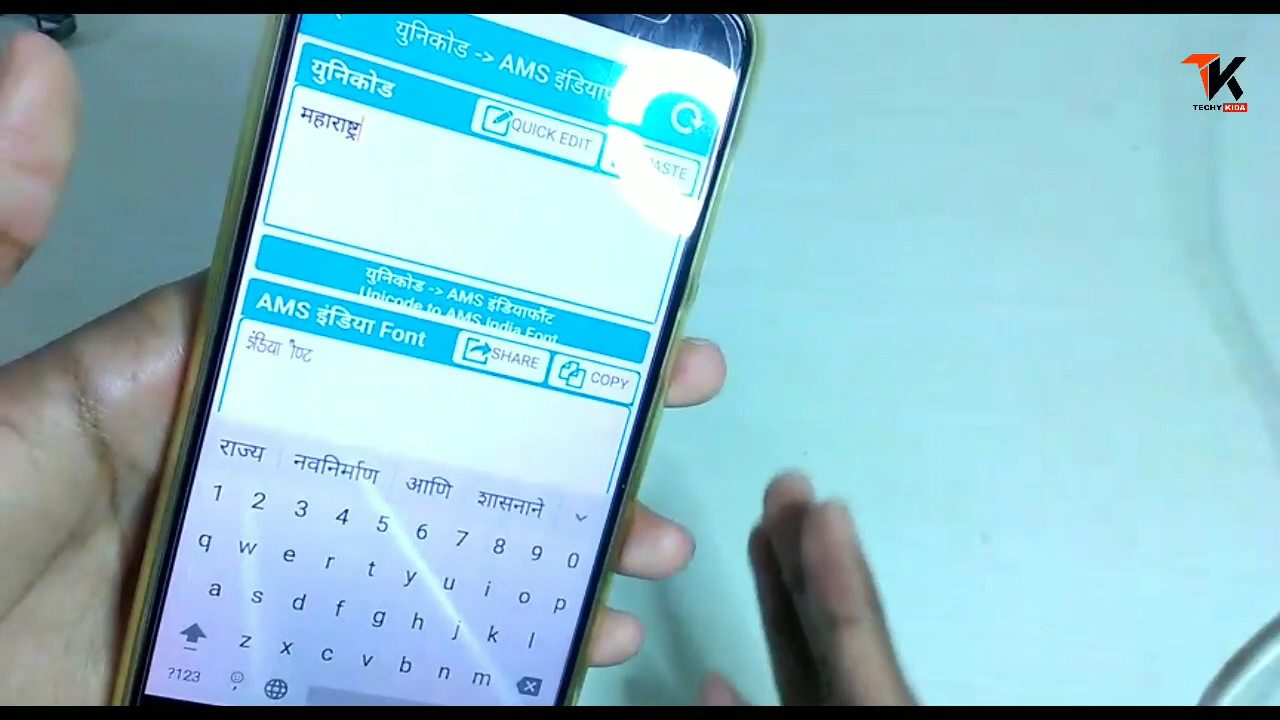 युनिकोड -> AMS इंडियाफ
युनिकोड
QUICK EDIT
महाराष्ट्र
युनिकोड -> AMS इंडियाफॉंट
Unicode to AMS India Font
AMS इंडिया Font
SHARE
COPY
राज्य नवनिर्माण आणि शासनाने
1 2 3 4 5 6 7 8 9 0
q w e r t y u i o p
a s d f g h j k l
z x c v b n m
?123
TK
TECHY KIDA